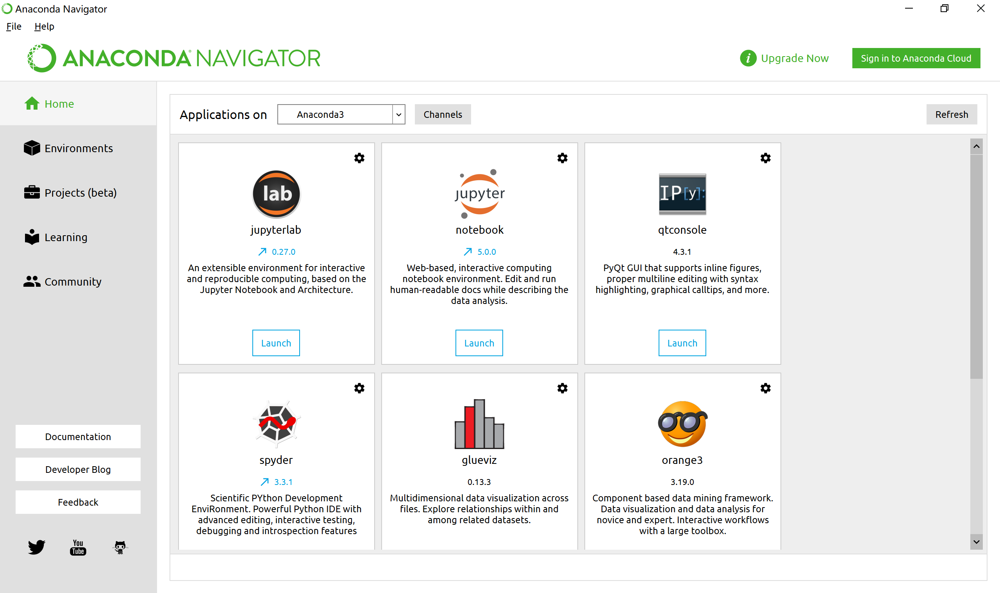 Anaconda Navigator
File Help
ANACONDA® NAVIGATOR
i Upgrade Now
Sign in to Anaconda Cloud
Home
Environments
Projects (beta)
Learning
Community
Documentation
Developer Blog
Feedback
You
Tube
Applications on Anaconda3 Channels Refresh
lab
jupyterlab
0.27.0
An extensible environment for interactive
and reproducible computing, based on the
Jupyter Notebook and Architecture.
Launch
jupyter
notebook
5.0.0
Web-based, interactive computing
notebook environment. Edit and run
human-readable docs while describing the
data analysis.
Launch
IP[y]:
qtconsole
4.3.1
PyQt GUI that supports inline figures,
proper multiline editing with syntax
highlighting, graphical calltips, and more.
Launch
spyder
3.3.1
Scientific PYthon Development
EnviRonment. Powerful Python IDE with
advanced editing, interactive testing,
debugging and introspection features
glueviz
0.13.3
Multidimensional data visualization across
files. Explore relationships within and
among related datasets.
orange3
3.19.0
Component based data mining framework.
Data visualization and data analysis for
novice and expert. Interactive workflows
with a large toolbox.